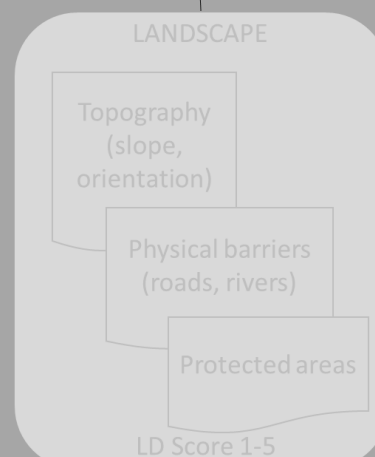 LANDSCAPE
Topography
(slope,
orientation)
Physical barriers
(roads, rivers)
Protected areas
LD Score 1-5